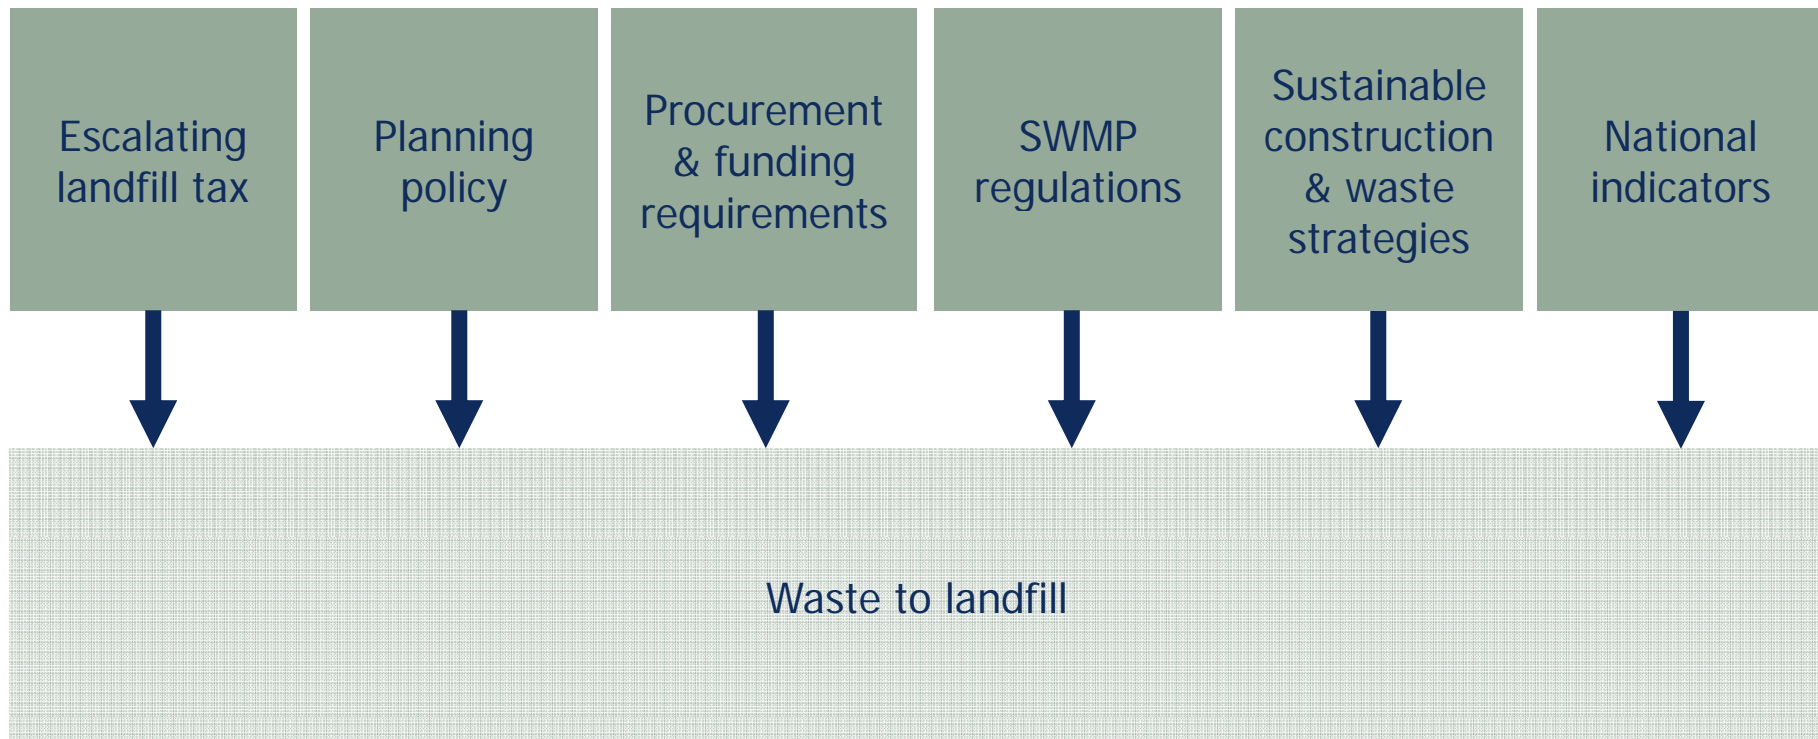 Escalating
landfill tax
Planning
policy
Procurement
& funding
requirements
SWMP
regulations
Sustainable
construction
& waste
strategies
National
indicators
Waste to landfill